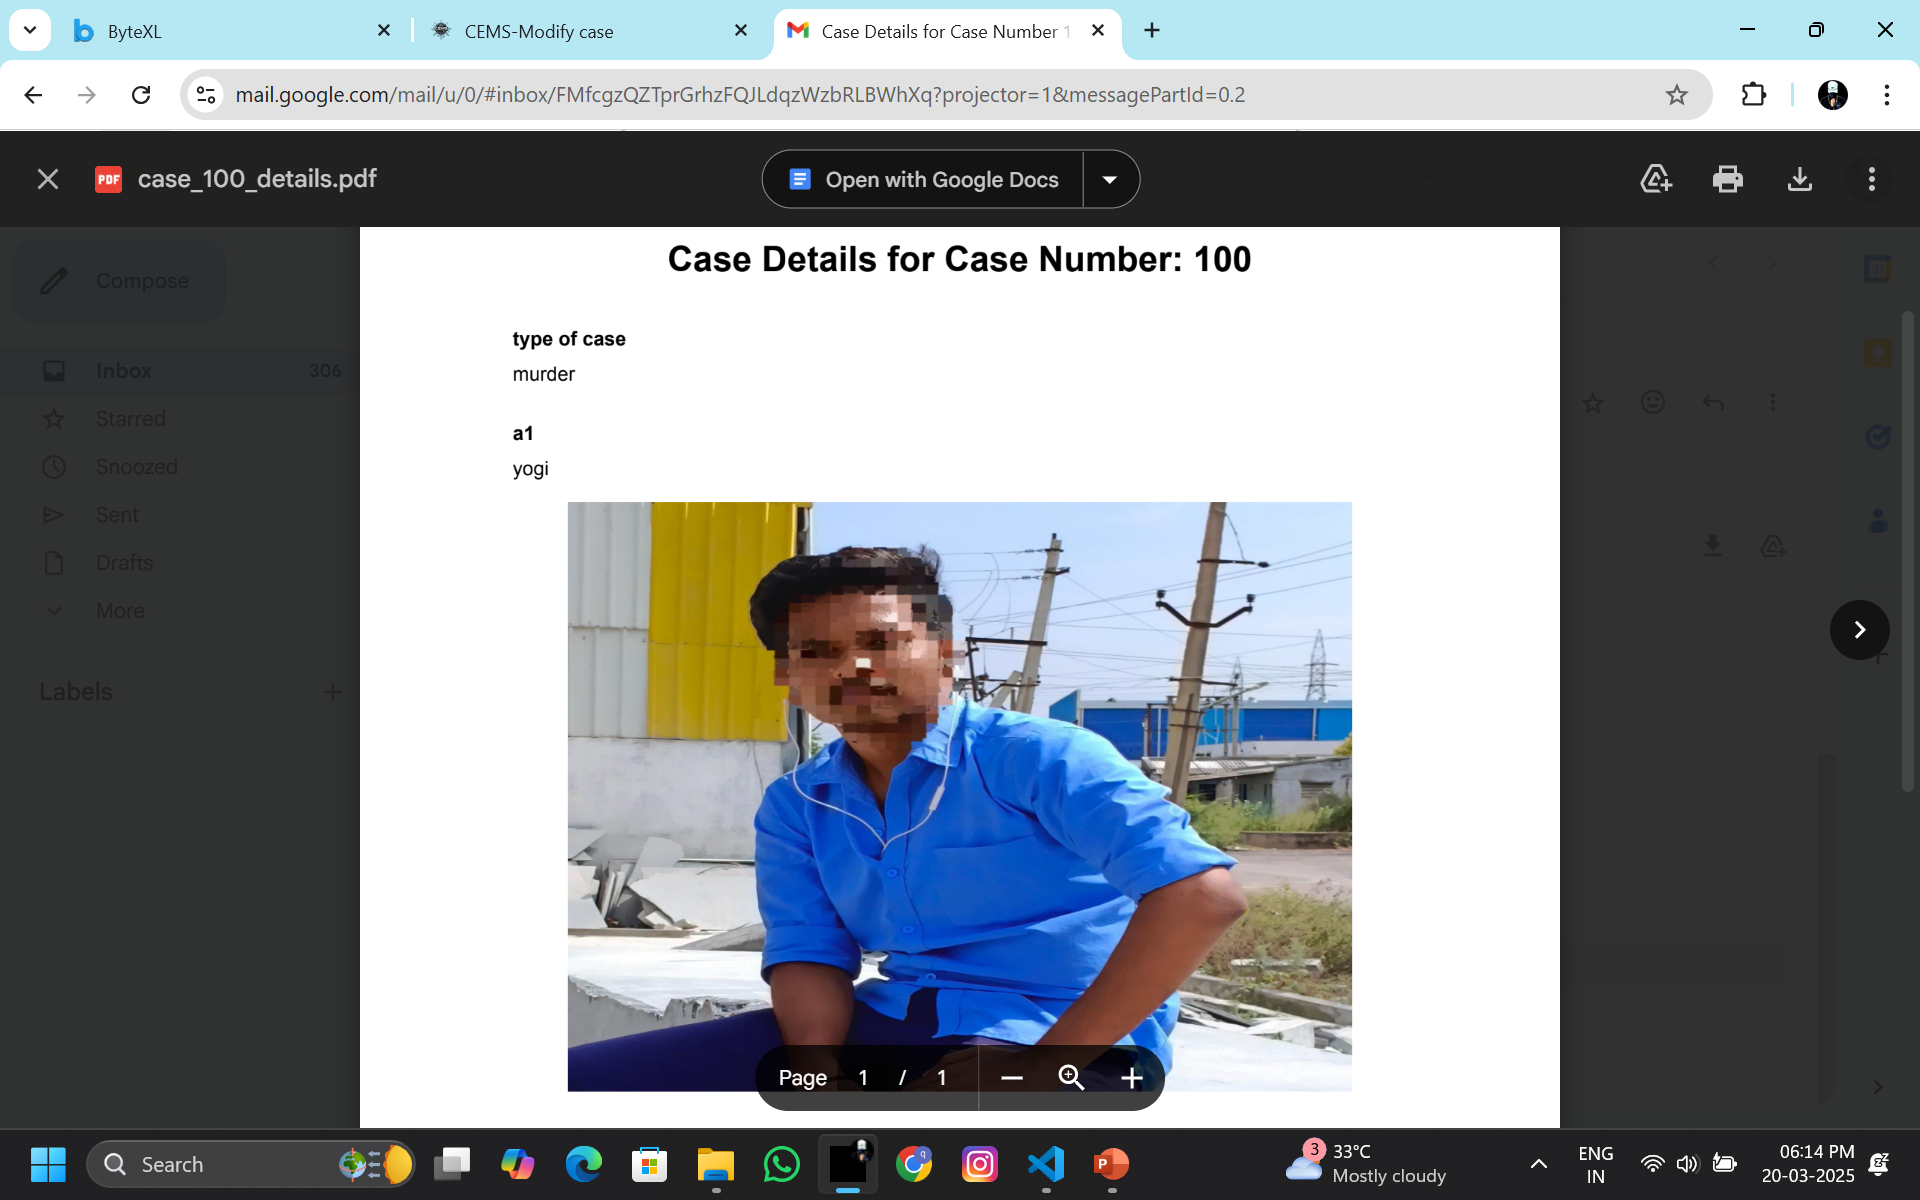 ByteXL
CEMS-Modify case
Case Details for Case Number 1
mail.google.com/mail/u/0/#inbox/FMfcgzQZTprGrhzFQJLdqzWzbRLBWhXq?projector=1&messagePartId=0.2
PDF
case_100_details.pdf
Open with Google Docs
Compose
Inbox 306
Starred
Snoozed
Sent
Drafts
More
Labels
Case Details for Case Number: 100
type of case
murder
a1
yogi
31
Page 1 / 1
Search
3
33°C
Mostly cloudy
ENG
IN
06:14 PM
20-03-2025